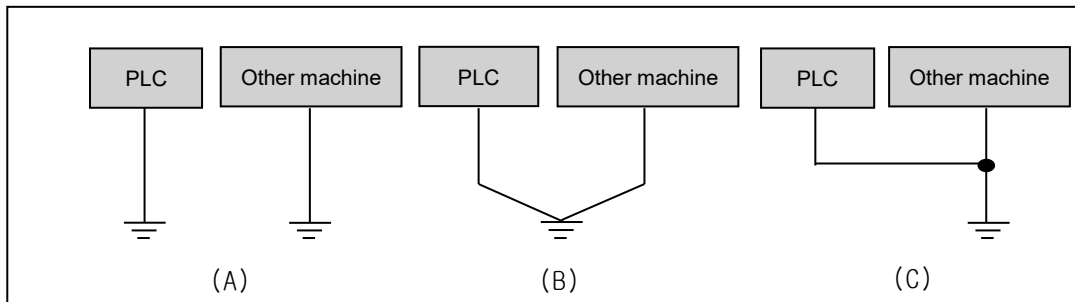 PLC Other machine PLC Other machine PLC Other machine
(A) (B) (C)